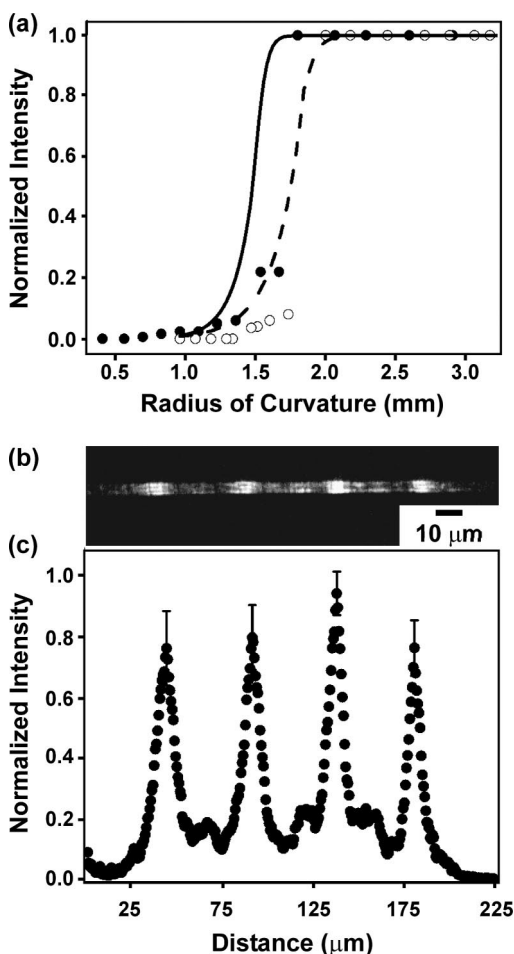 (a)
Normalized Intensity
1.0
0.8
0.6
0.4
0.2
0.0
0.5 1.0 1.5 2.0 2.5 3.0
Radius of Curvature (mm)
(b)
10 μm
(c)
Normalized Intensity
1.0
0.8
0.6
0.4
0.2
0.0
25 75 125 175 225
Distance (μm)